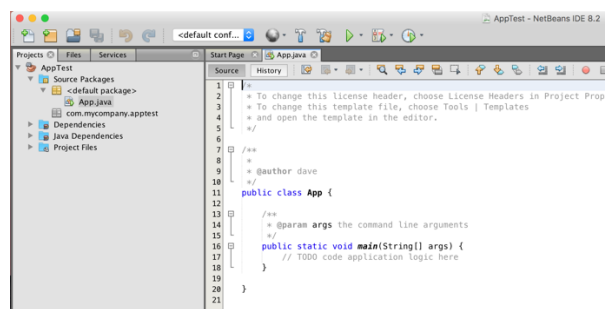 AppTest - NetBeans IDE 8.2
<default conf...
Projects Files Services
AppTest
Source Packages
<default package>
App.java
com.mycompany.apptest
Dependencies
Java Dependencies
Project Files
Start Page App.java
Source History
1 /*
2 * To change this license header, choose License Headers in Project Prop
3 * To change this template file, choose Tools | Templates
4 * and open the template in the editor.
5 */
6
7 /**
8 *
9 * @author dave
10 */
11 public class App {
12
13 /**
14 * @param args the command line arguments
15 */
16 public static void main(String[] args) {
17 // TODO code application logic here
18 }
19
20 }
21